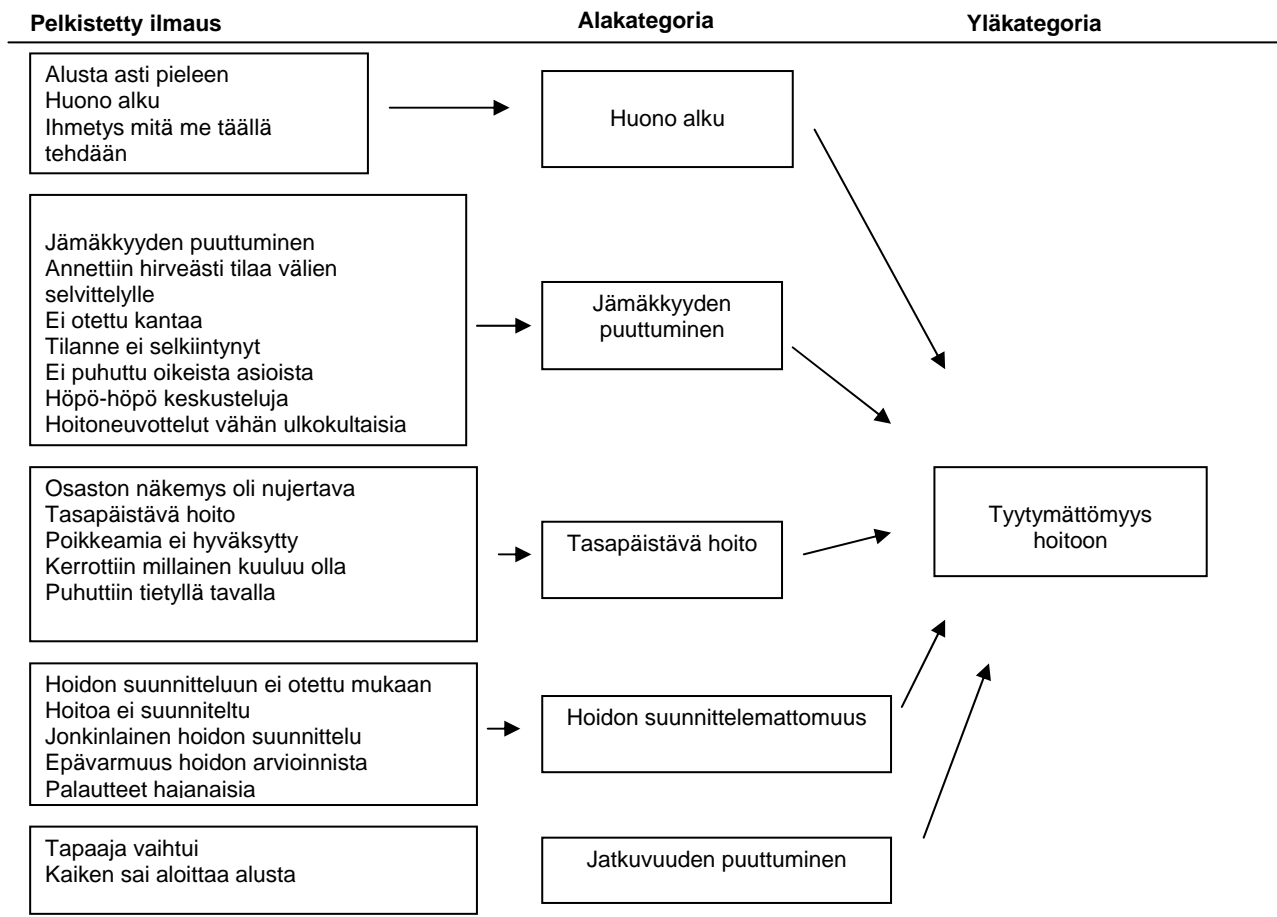 Pelkistetty ilmaus
Alakategoria
Yläkategoria
Alusta asti pieleen
Huono alku
Ihmetys mitä me täällä
tehdään
Huono alku
Jämäkkyyden puuttuminen
Annettiin hirveästi tilaa välien
selvittelylle
Ei otettu kantaa
Tilanne ei selkiintynyt
Ei puhuttu oikeista asioista
Höpö-höpö keskusteluja
Hoitoneuvottelut vähän ulkokultaisia
Jämäkkyyden
puuttuminen
Osaston näkemys oli nujertava
Tasapäistävä hoito
Poikkeamia ei hyväksytty
Kerrottiin millainen kuuluu olla
Puhuttiin tietyllä tavalla
Tasapäistävä hoito
Tyytymättömyys
hoitoon
Hoidon suunnitteluun ei otettu mukaan
Hoitoa ei suunniteltu
Jonkinlainen hoidon suunnittelu
Epävarmuus hoidon arvioinnista
Palautteet hajanaisia
Hoidon suunnittelemattomuus
Tapaaja vaihtui
Kaiken sai aloittaa alusta
Jatkuvuuden puuttuminen